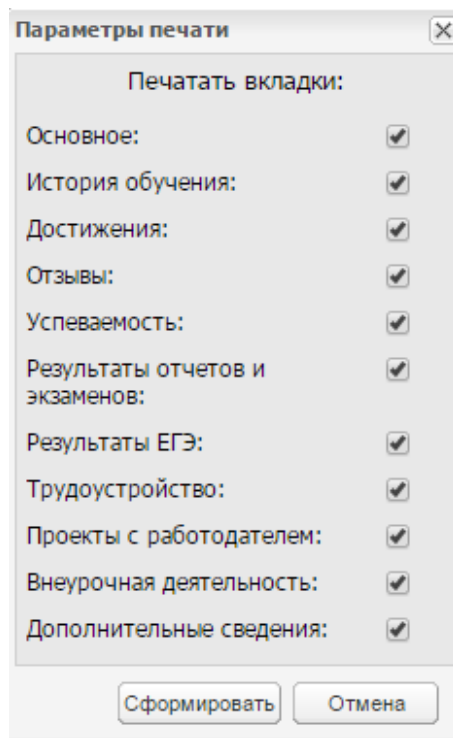 Параметры печати
Печатать вкладки:
Основное:
История обучения:
Достижения:
Отзывы:
Успеваемость:
Результаты отчетов и
экзаменов:
Результаты ЕГЭ:
Трудоустройство:
Проекты с работодателем:
Внеурочная деятельность:
Дополнительные сведения:
Сформировать Отмена